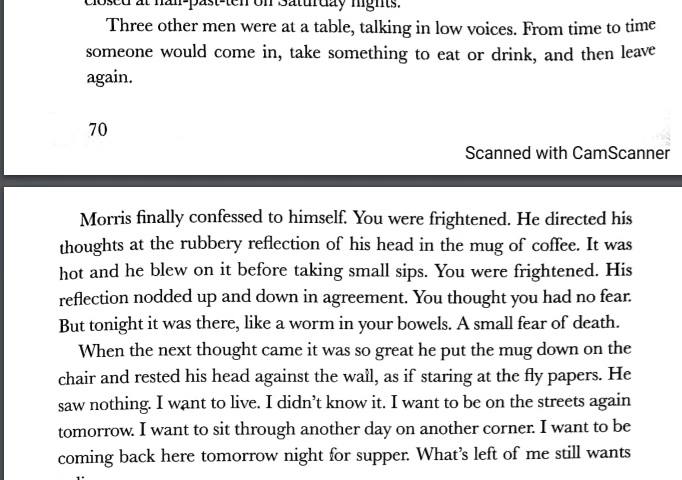 closed at half-past-ten on Saturday nights.
Three other men were at a table, talking in low voices. From time to time
someone would come in, take something to eat or drink, and then leave
again.
70
Scanned with CamScanner
Morris finally confessed to himself. You were frightened. He directed his
thoughts at the rubbery reflection of his head in the mug of coffee. It was
hot and he blew on it before taking small sips. You were frightened. His
reflection nodded up and down in agreement. You thought you had no fear.
But tonight it was there, like a worm in your bowels. A small fear of death.
When the next thought came it was so great he put the mug down on the
chair and rested his head against the wall, as if staring at the fly papers. He
saw nothing. I want to live. I didn't know it. I want to be on the streets again
tomorrow. I want to sit through another day on another corner. I want to be
coming back here tomorrow night for supper. What's left of me still wants